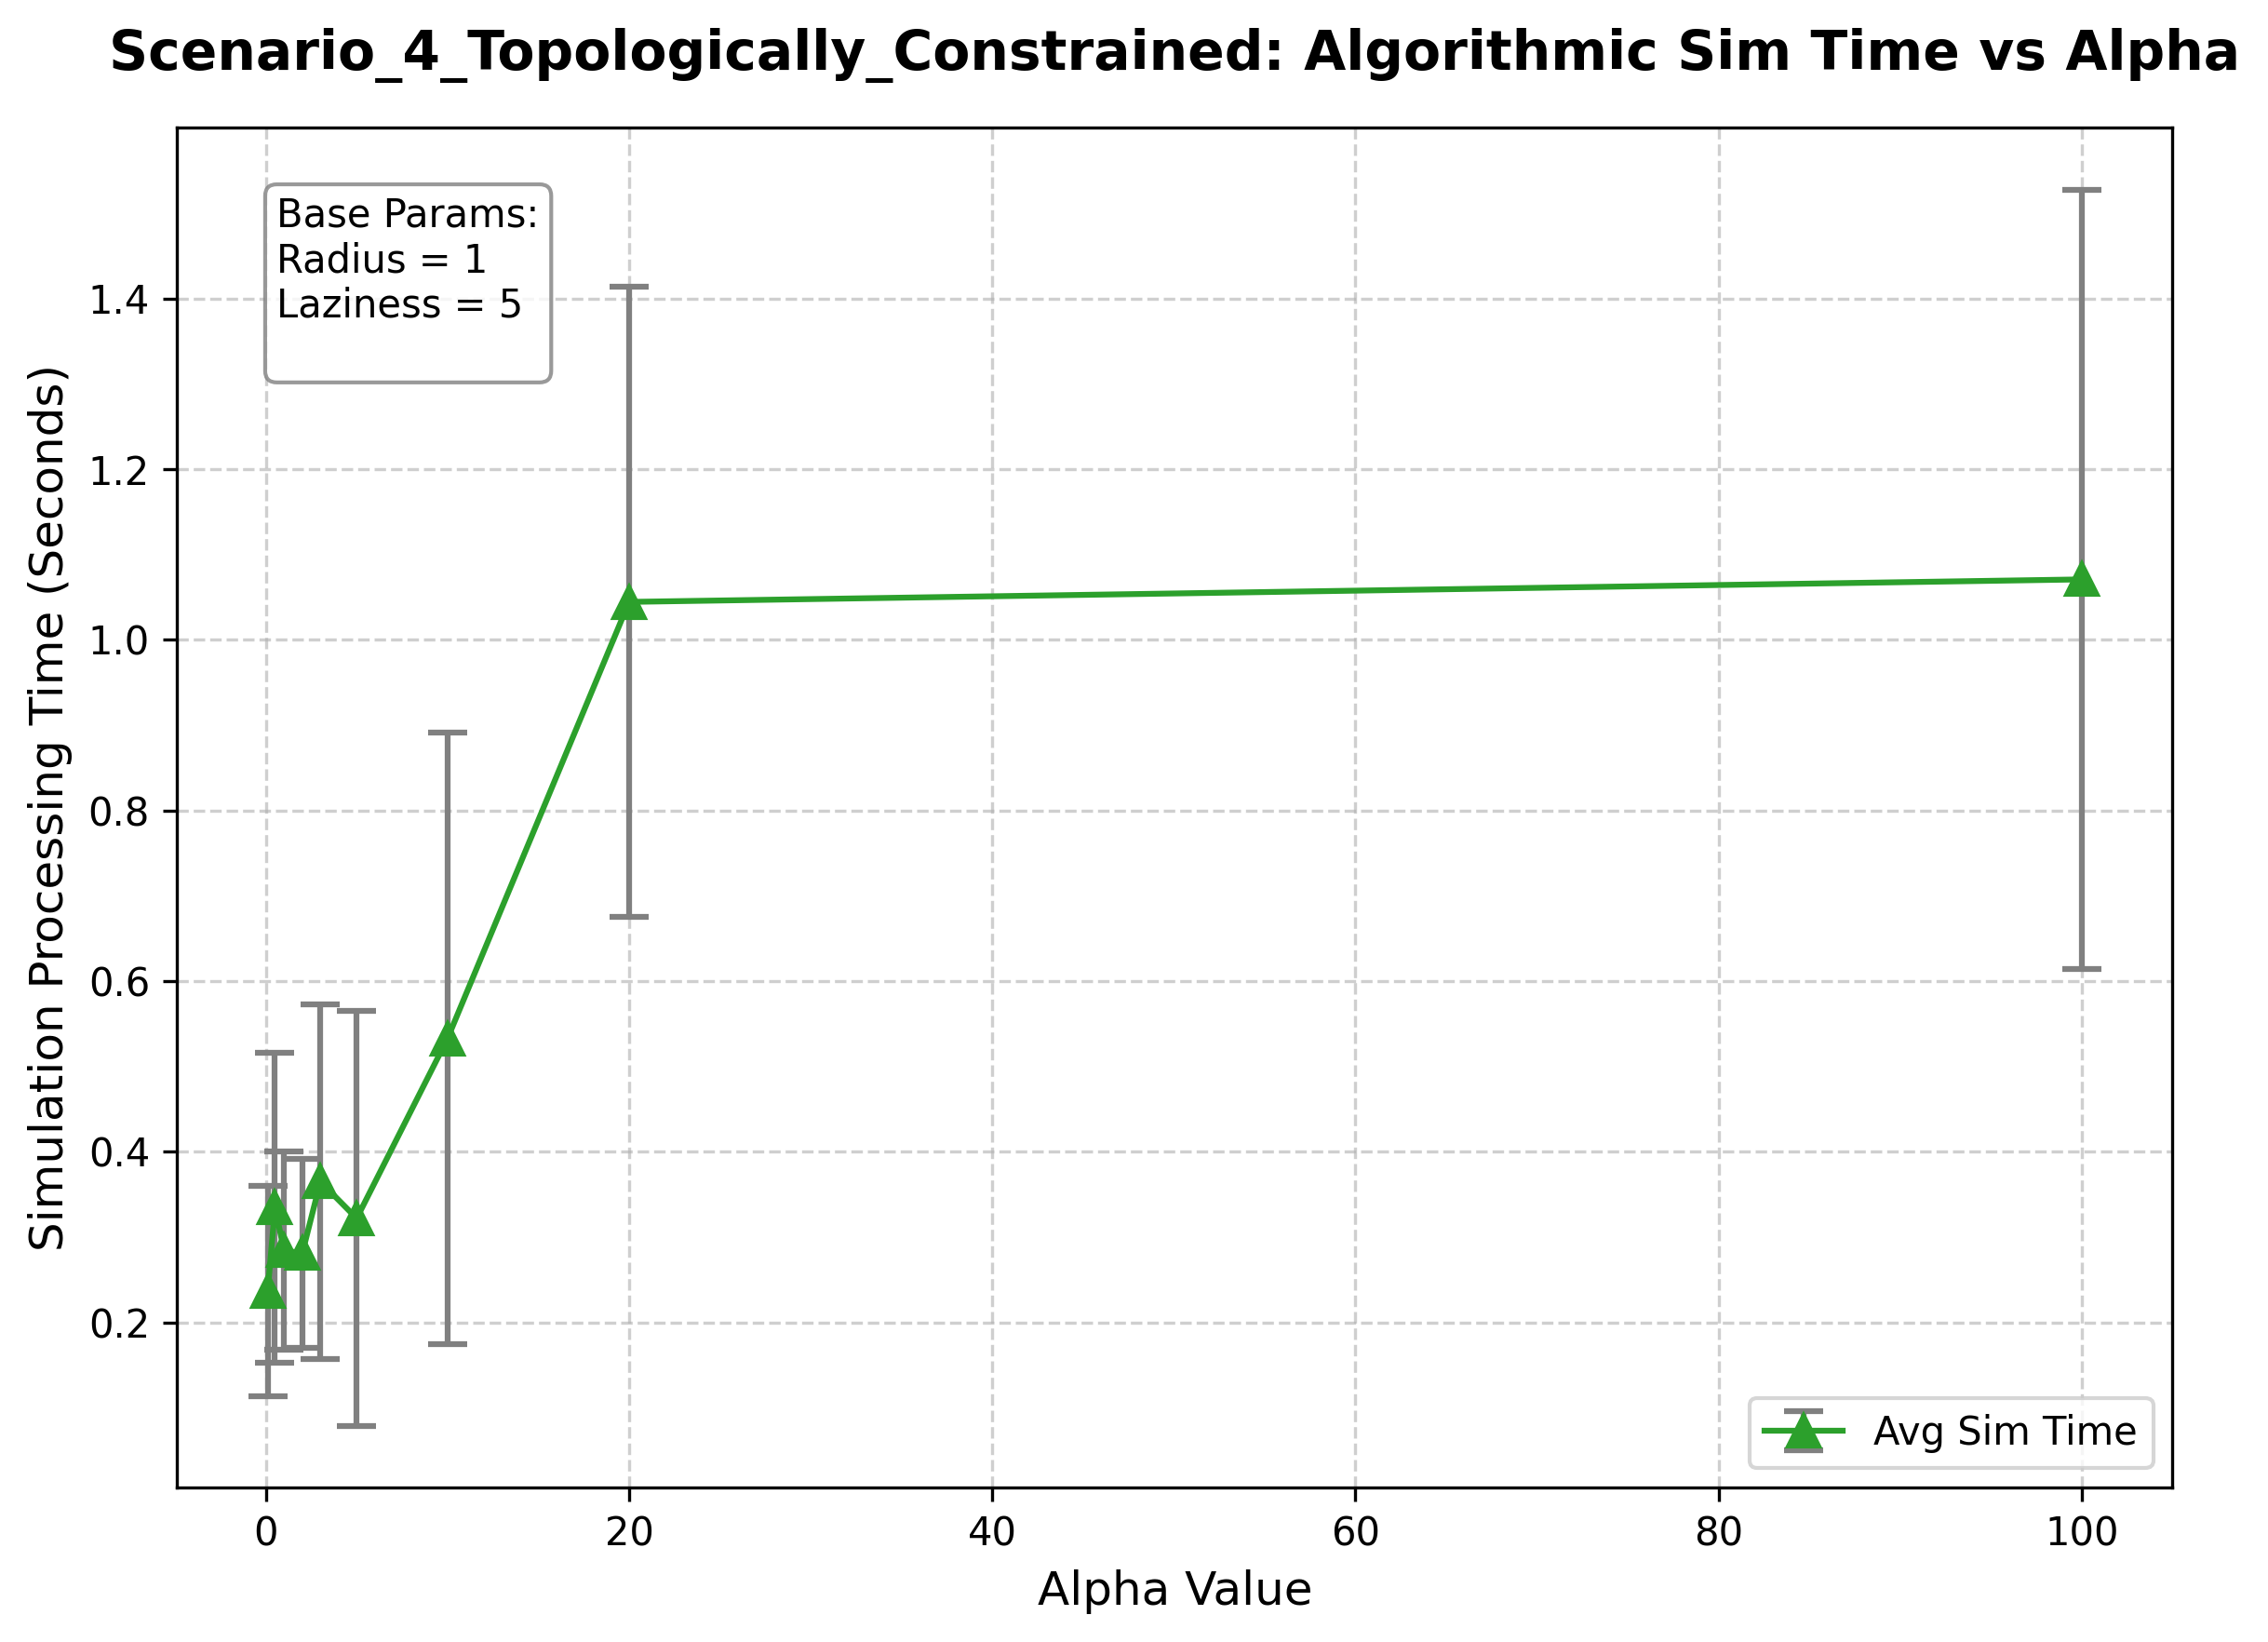 Scenario_4_Topologically_Constrained: Algorithmic Sim Time vs Alpha
Base Params:
Radius = 1
Laziness = 5
Simulation Processing Time (Seconds)
1.4
1.2
1.0
0.8
0.6
0.4
0.2
Avg Sim Time
0 20 40 60 80 100
Alpha Value